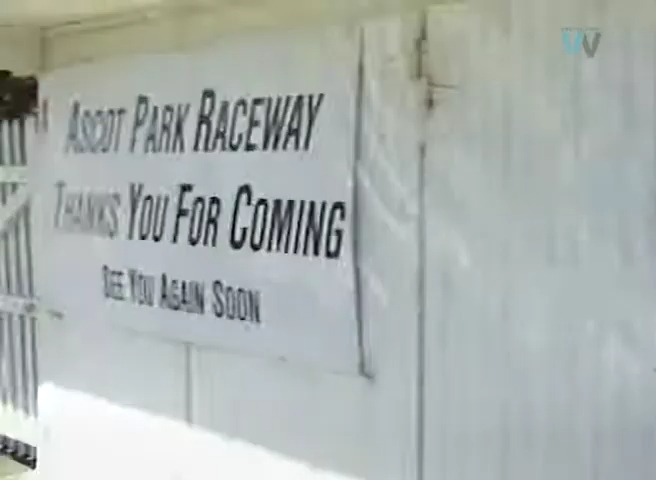 ASCOT PARK RACEWAY
THANKS YOU FOR COMING
SEE YOU AGAIN SOON